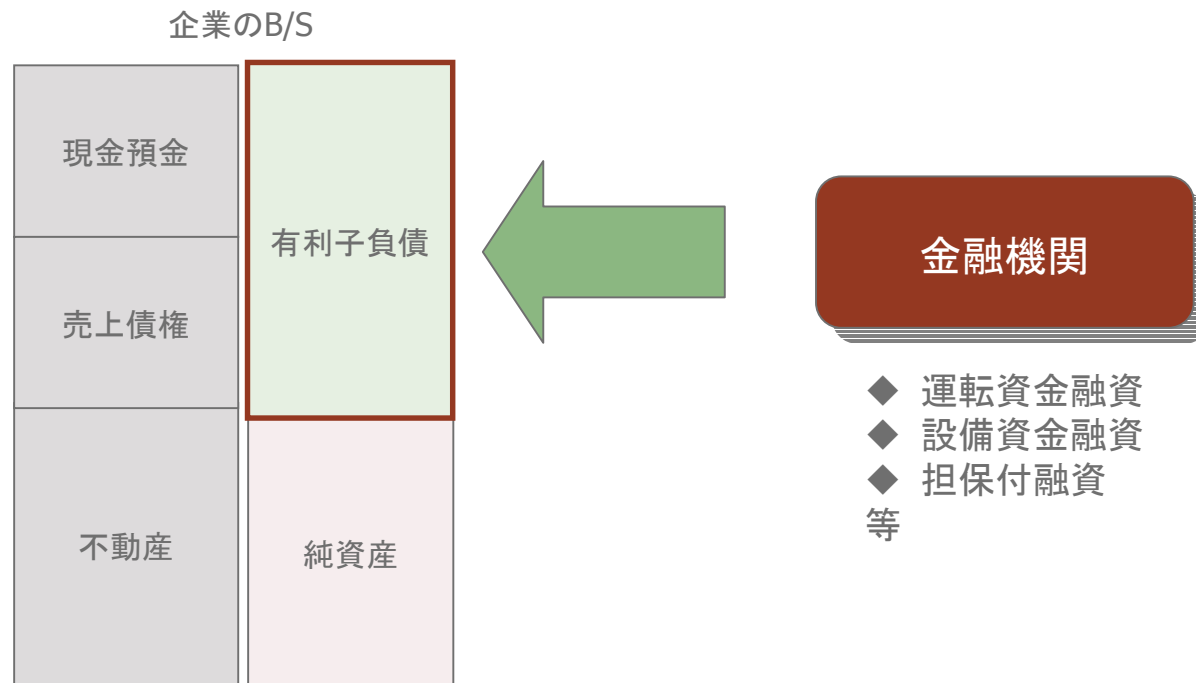 企業のB/S
現金預金
売上債権
不動産
有利子負債
純資産
金融機関
◆ 運転資金融資
◆ 設備資金融資
◆ 担保付融資
等